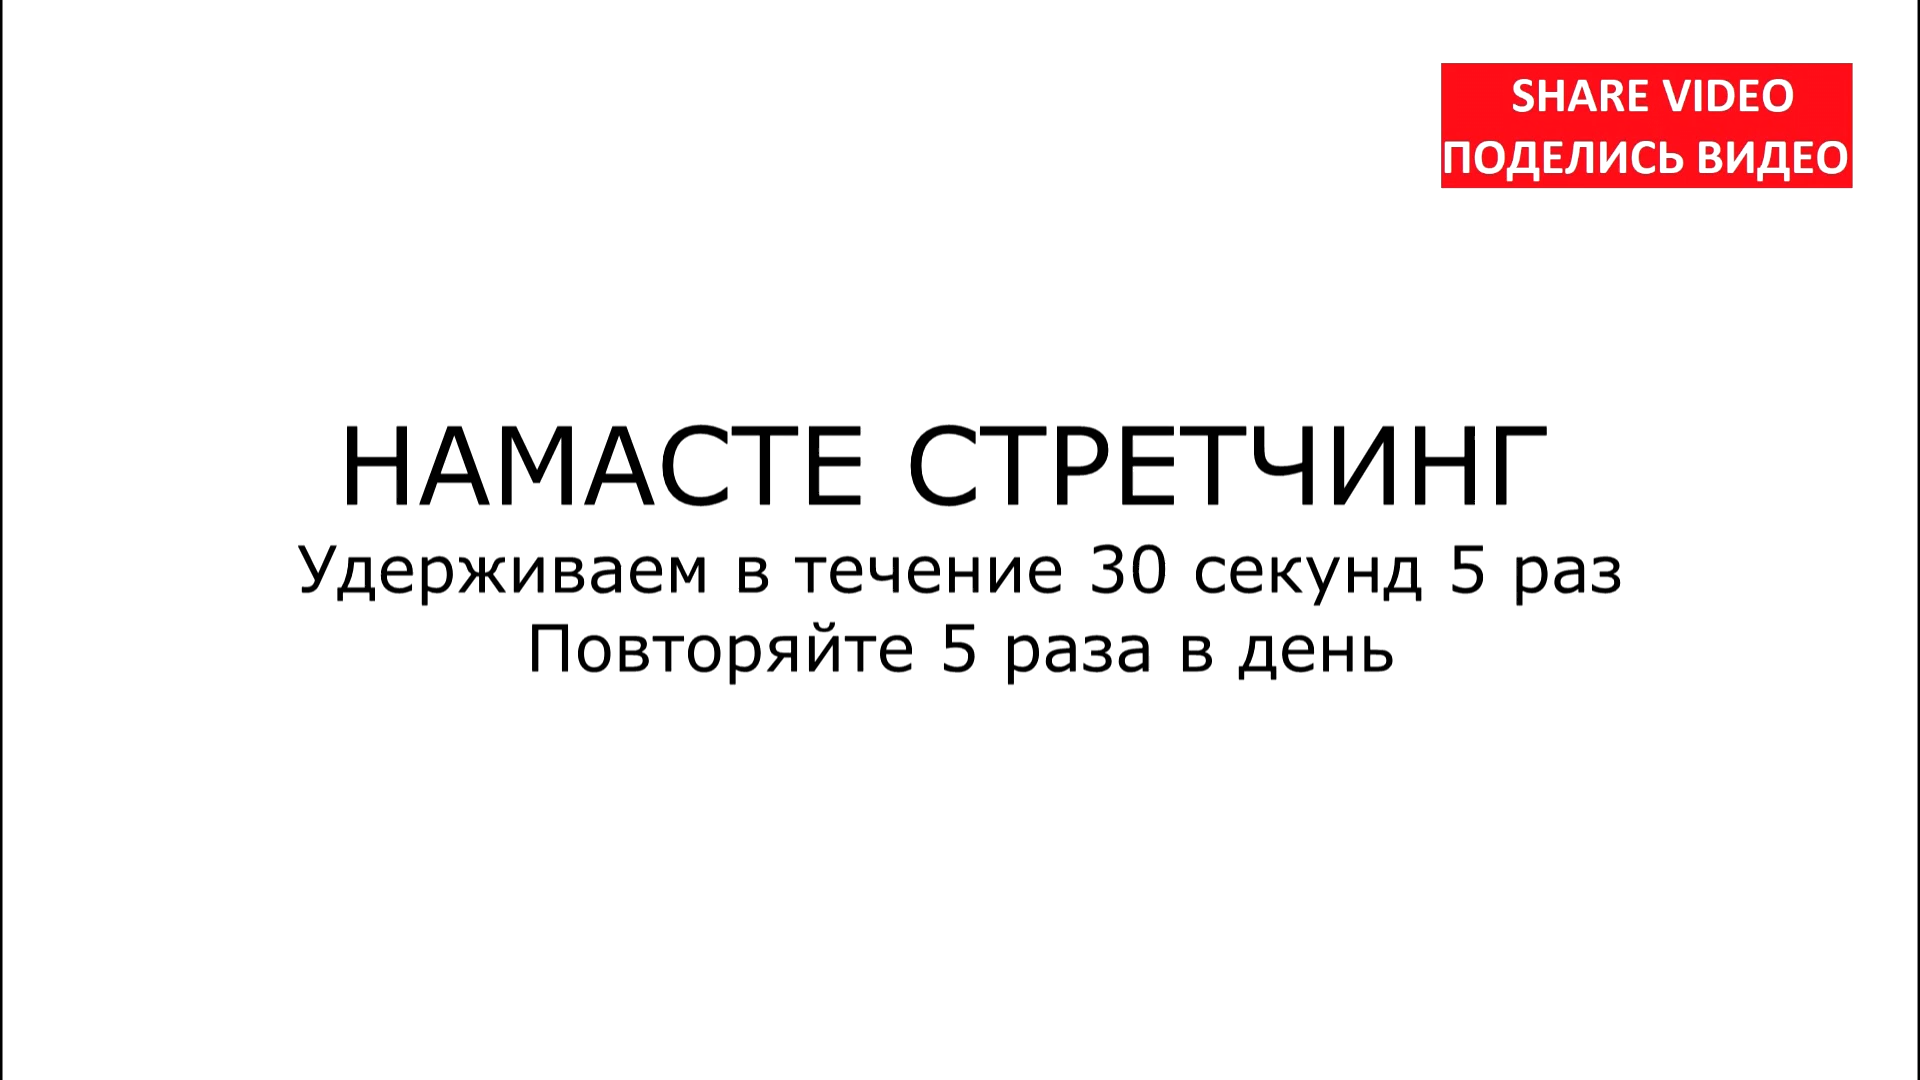 SHARE VIDEO
ПОДЕЛИСЬ ВИДЕО
НАМАСТЕ СТРЕТЧИНГ
Удерживаем в течение 30 секунд 5 раз
Повторяйте 5 раза в день